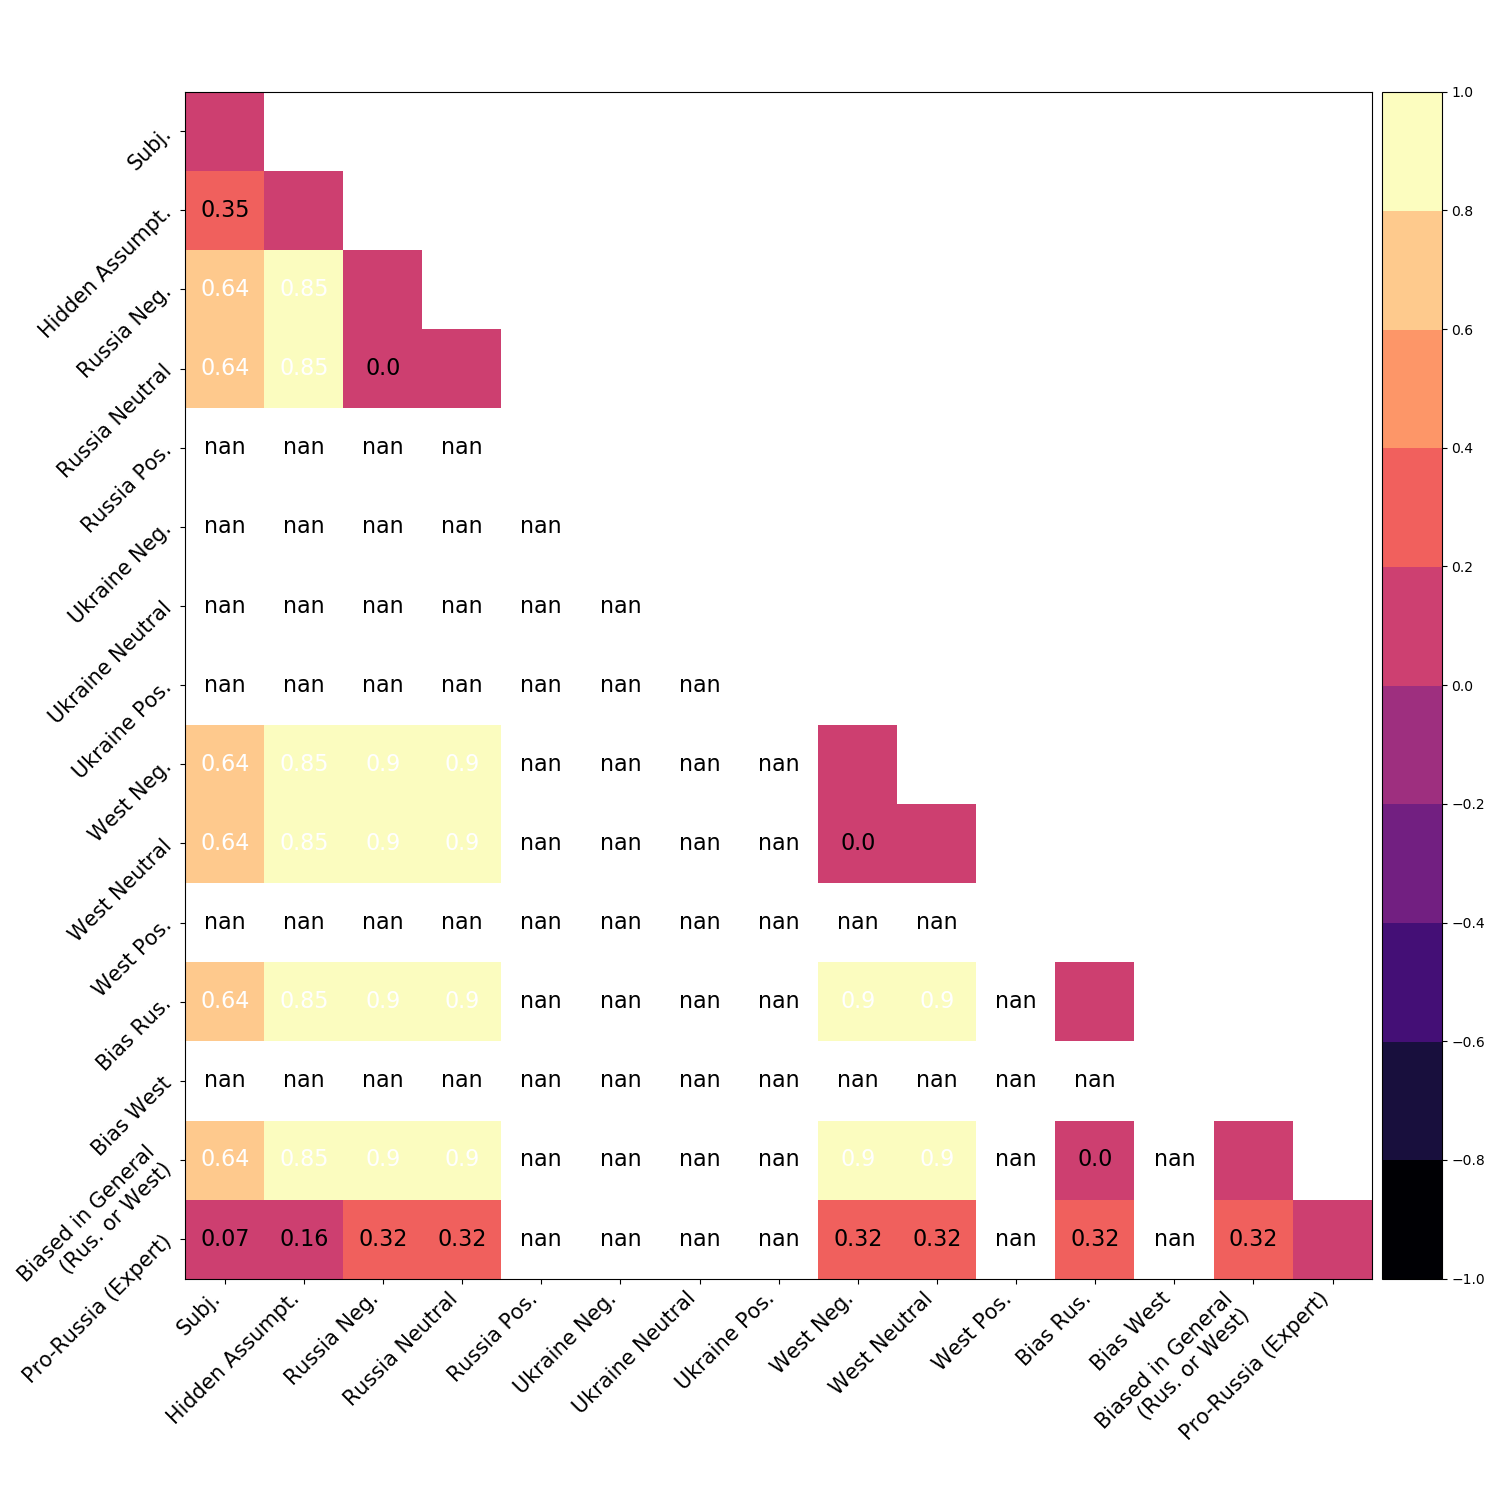 1.0
Subj.
0.8
Hidden Assumpt.
0.35
Russia Neg.
0.64 0.85
0.6
Russia Neutral
0.64 0.85 0.0
0.4
Russia Pos.
nan nan nan nan
Ukraine Neg.
nan nan nan nan nan
0.2
Ukraine Neutral
nan nan nan nan nan nan
Ukraine Pos.
nan nan nan nan nan nan nan
0.0
West Neg.
0.64 0.85 0.9 0.9 nan nan nan nan
−0.2
West Neutral
0.64 0.85 0.9 0.9 nan nan nan nan 0.0
West Pos.
nan nan nan nan nan nan nan nan nan nan
−0.4
Bias Rus.
0.64 0.85 0.9 0.9 nan nan nan nan 0.9 0.9 nan
−0.6
Bias West
nan nan nan nan nan nan nan nan nan nan nan nan
Biased in General
(Rus. or West)
0.64 0.85 0.9 0.9 nan nan nan nan 0.9 0.9 nan 0.0 nan
−0.8
Pro-Russia (Expert)
0.07 0.16 0.32 0.32 nan nan nan nan 0.32 0.32 nan 0.32 nan 0.32
−1.0
Subj.
Hidden Assumpt.
Russia Neg.
Russia Neutral
Russia Pos.
Ukraine Neg.
Ukraine Neutral
Ukraine Pos.
West Neg.
West Neutral
West Pos.
Bias Rus.
Bias West
Biased in General
(Rus. or West)
Pro-Russia (Expert)